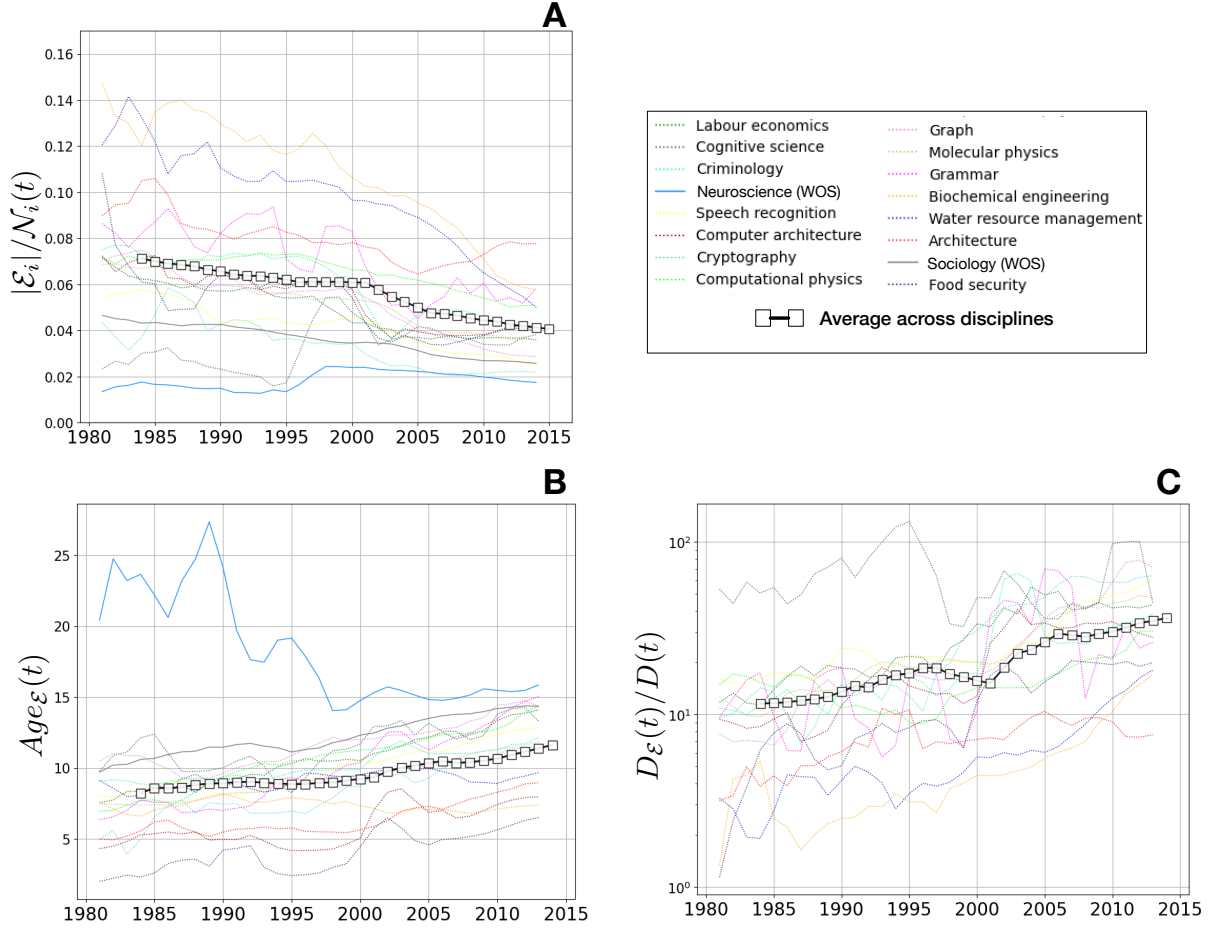 A
|ℰᵢ|/𝒩ᵢ(t)
0.16
0.14
0.12
0.10
0.08
0.06
0.04
0.02
0.00
1980 1985 1990 1995 2000 2005 2010 2015
Labour economics
Cognitive science
Criminology
Neuroscience (WOS)
Speech recognition
Computer architecture
Cryptography
Computational physics
Graph
Molecular physics
Grammar
Biochemical engineering
Water resource management
Architecture
Sociology (WOS)
Food security
Average across disciplines
B
Age_ℰ(t)
25
20
15
10
5
1980 1985 1990 1995 2000 2005 2010 2015
C
D_ℰ(t)/D(t)
10²
10¹
10⁰
1980 1985 1990 1995 2000 2005 2010 2015